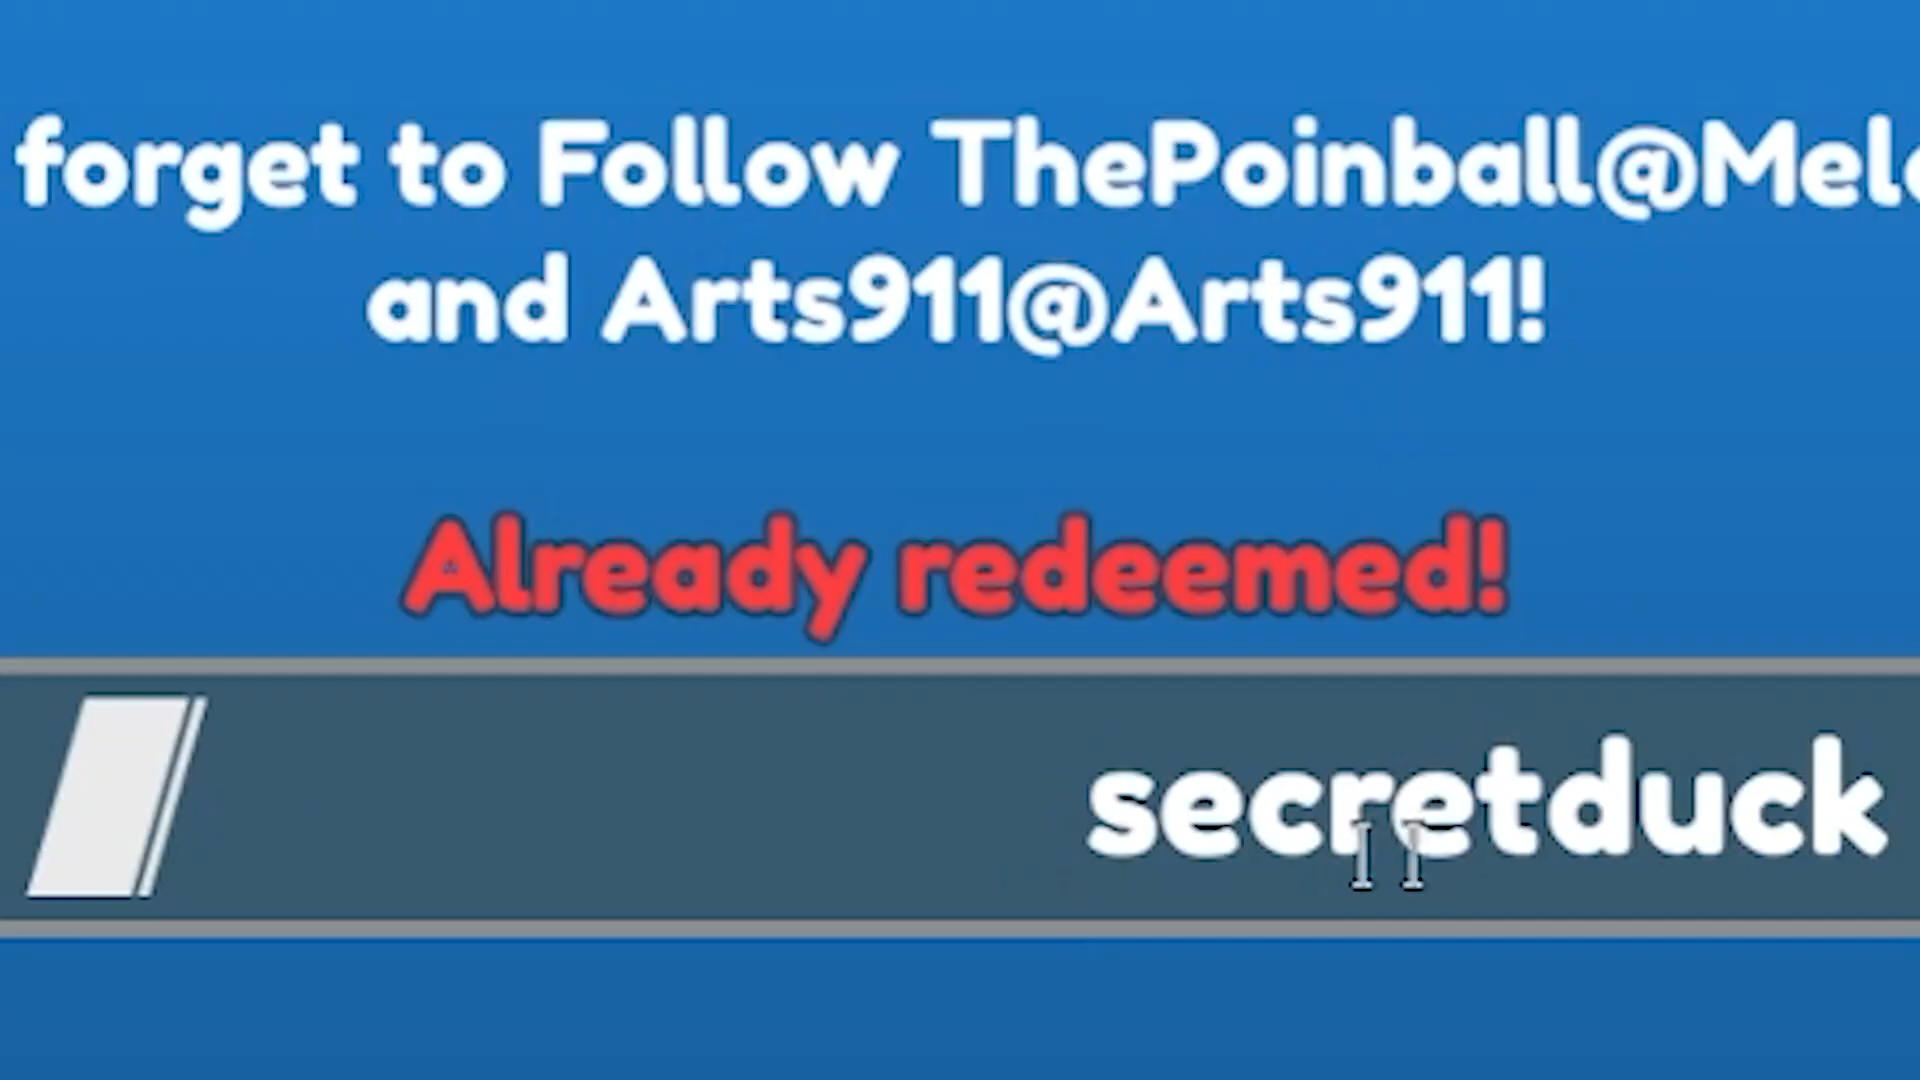 forget to Follow ThePoinball@Mel
and Arts911@Arts911!
Already redeemed!
secretduck